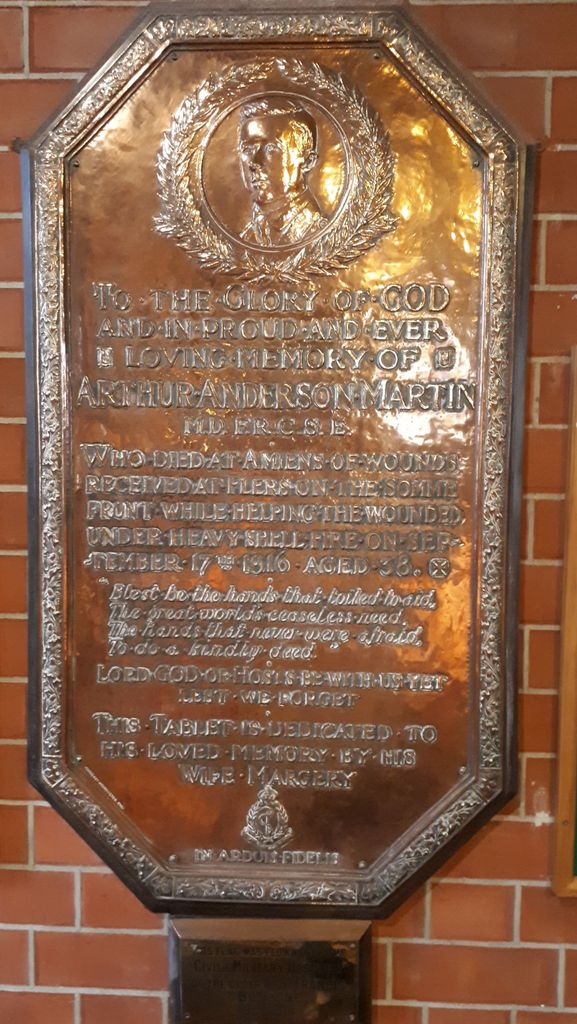 TO · THE · GLORY · OF · GOD
AND · IN · PROUD · AND · EVER
LOVING · MEMORY · OF
ARTHUR · ANDERSON · MARTIN
M.D. F.R.C.S.E.
WHO · DIED · AT · AMIENS · OF · WOUNDS
RECEIVED · AT · FLERS · ON · THE · SOMME
FRONT · WHILE · HELPING · THE · WOUNDED
UNDER · HEAVY · SHELL · FIRE · ON · SEP-
-TEMBER · 17TH · 1916 · AGED · 38.
"Blest · be · the · hands · that · toiled · to · aid,
The · great · world's · ceaseless · need,
The · hands · that · never · were · afraid,
To · do · a · kindly · deed."
LORD · GOD · OF · HOSTS · BE · WITH · US · YET
LEST · WE · FORGET
THIS · TABLET · IS · DEDICATED · TO
HIS · LOVED · MEMORY · BY · HIS
WIFE · MARGERY
IN ARDUIS FIDELIS